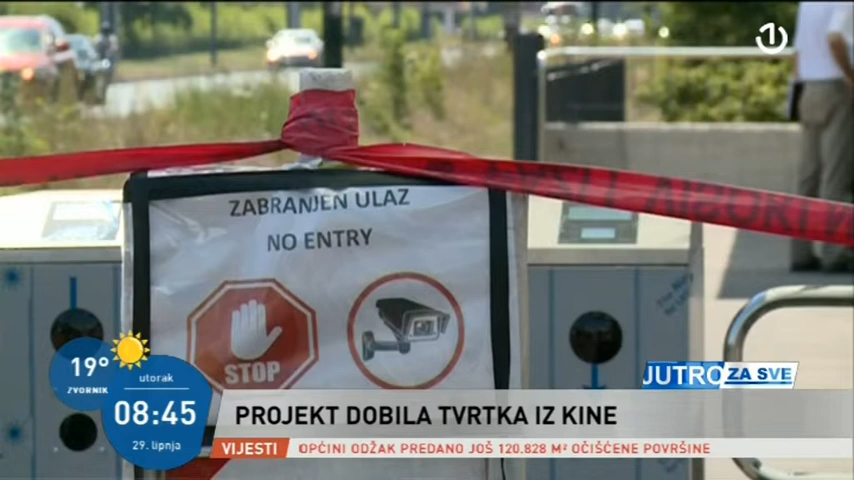 1
ZABRANJEN ULAZ
NO ENTRY
STOP
19°
ZVORNIK
utorak
08:45
29. lipnja
JUTRO ZA SVE
PROJEKT DOBILA TVRTKA IZ KINE
VIJESTI OPĆINI ODŽAK PREDANO JOŠ 120.828 M² OČIŠĆENE POVRŠINE